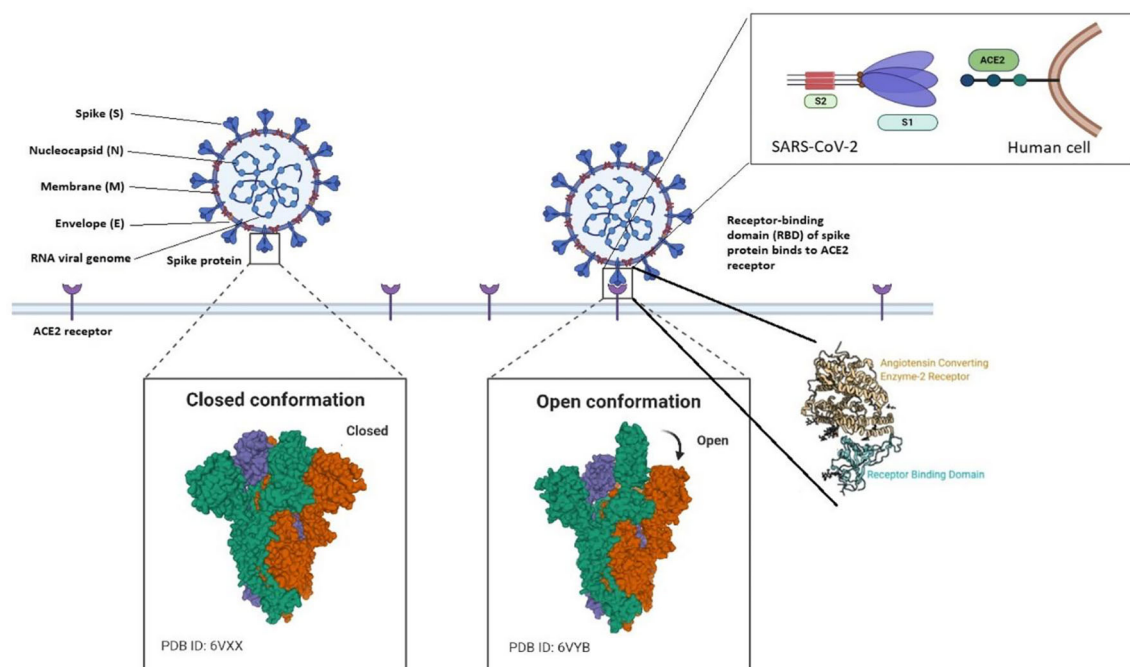 Spike (S)
Nucleocapsid (N)
Membrane (M)
Envelope (E)
RNA viral genome
Spike protein
ACE2 receptor
ACE2
S2
S1
SARS-CoV-2
Human cell
Receptor-binding
domain (RBD) of spike
protein binds to ACE2
receptor
Angiotensin Converting
Enzyme-2 Receptor
Receptor Binding Domain
Closed conformation
Closed
PDB ID: 6VXX
Open conformation
Open
PDB ID: 6VYB